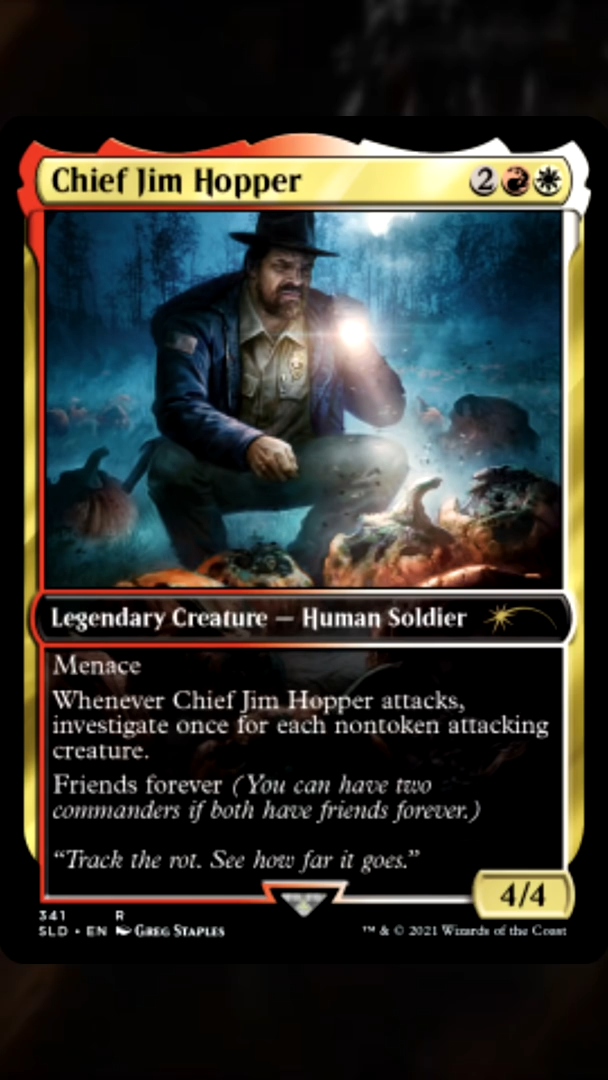 Chief Jim Hopper 2
Legendary Creature — Human Soldier
Menace
Whenever Chief Jim Hopper attacks,
investigate once for each nontoken attacking
creature.
Friends forever (You can have two
commanders if both have friends forever.)
“Track the rot. See how far it goes.”
4/4
341 R
SLD • EN Greg Staples
™ & © 2021 Wizards of the Coast